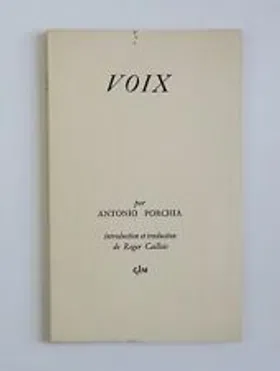 VOIX
par
ANTONIO PORCHIA
introduction et traduction
de Roger Caillois
GLM